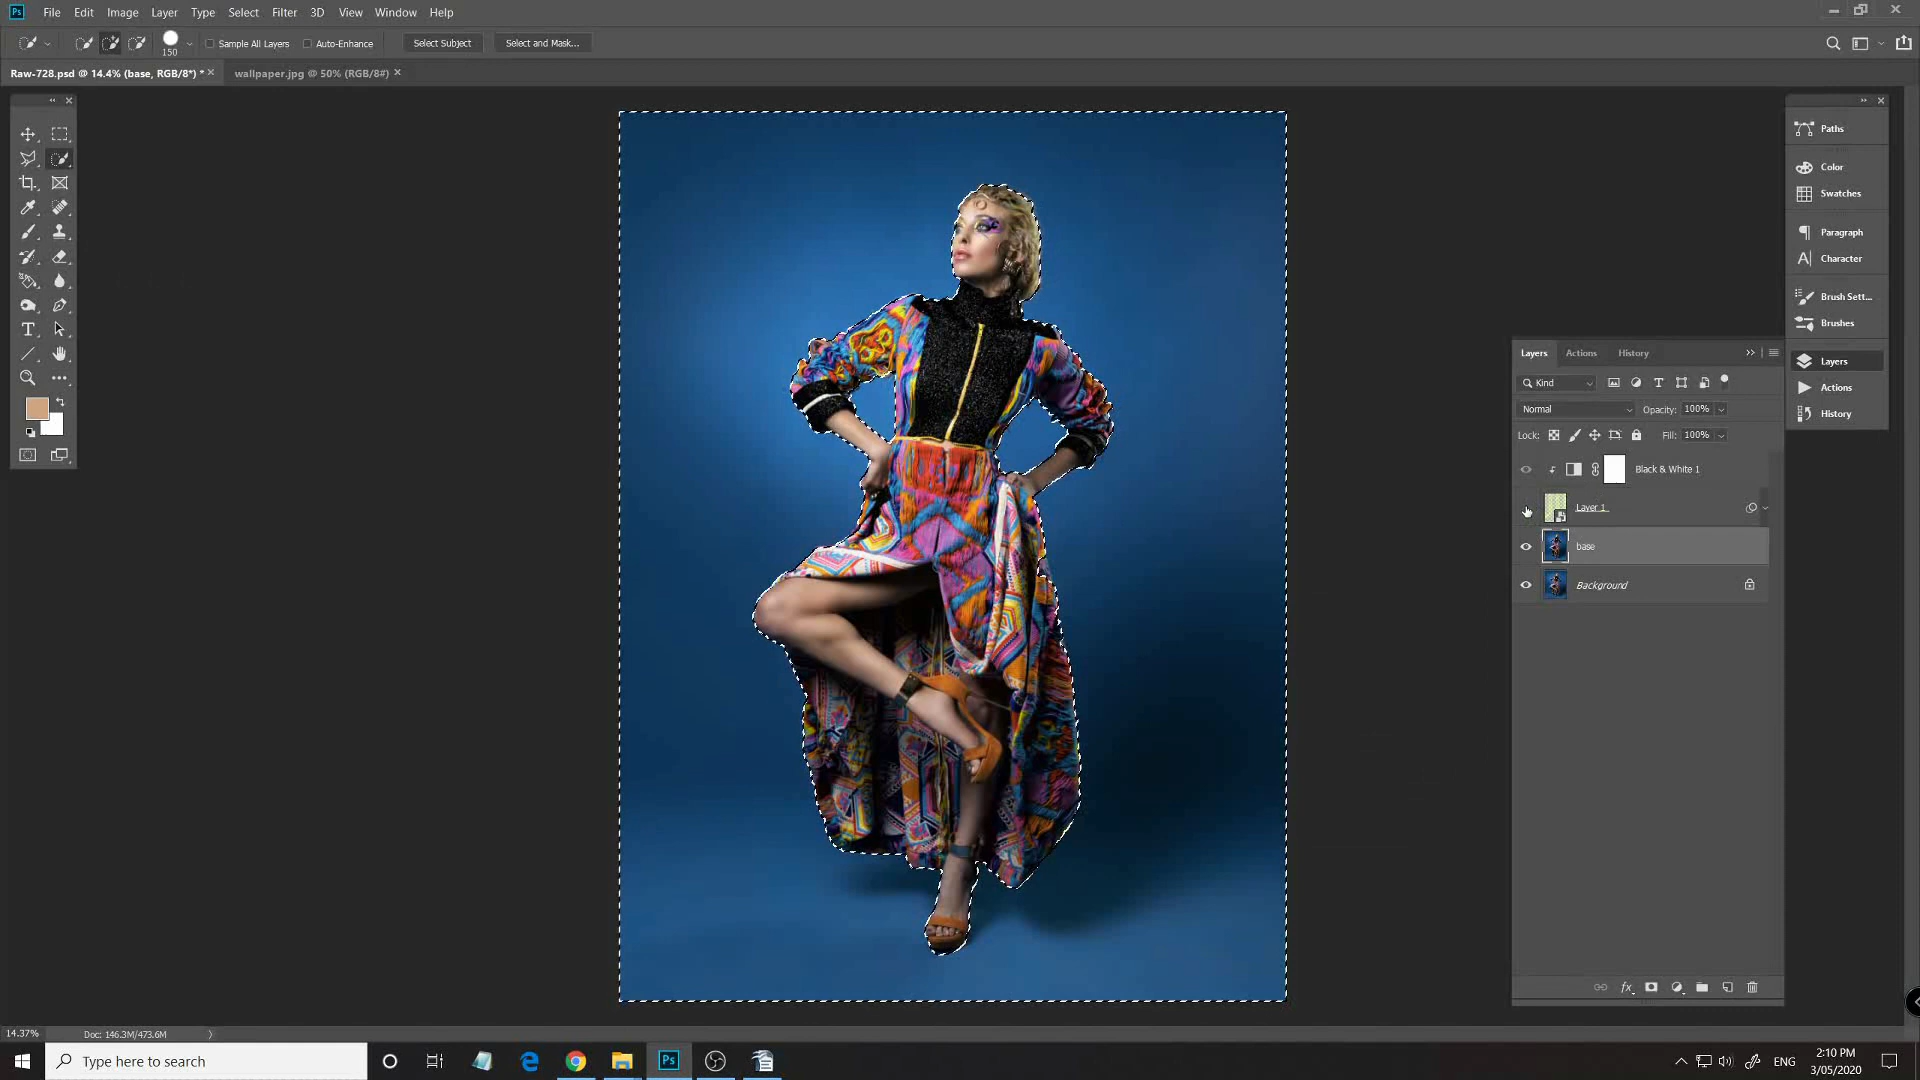 Ps File Edit Image Layer Type Select Filter 3D View Window Help
150 Sample All Layers Auto-Enhance Select Subject Select and Mask...
Raw-728.psd @ 14.4% (base, RGB/8*) * × wallpaper.jpg @ 50% (RGB/8#) ×
Paths
Color
Swatches
Paragraph
Character
Brush Sett...
Brushes
Layers
Actions
History
Layers Actions History
Kind
Normal Opacity: 100%
Lock: Fill: 100%
Black & White 1
Layer 1
base
Background
fx
14.37% Doc: 146.3M/473.6M
Type here to search Ps ENG 2:10 PM
3/05/2020